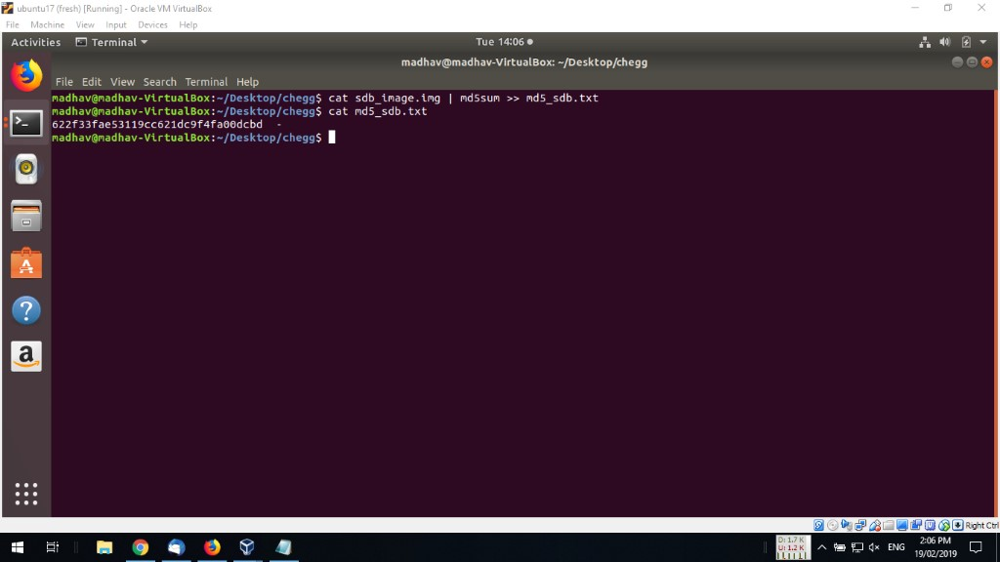 ubuntu17 (fresh) [Running] - Oracle VM VirtualBox
File Machine View Input Devices Help
Activities Terminal Tue 14:06
madhav@madhav-VirtualBox: ~/Desktop/chegg
File Edit View Search Terminal Help
madhav@madhav-VirtualBox:~/Desktop/chegg$ cat sdb_image.img | md5sum >> md5_sdb.txt
madhav@madhav-VirtualBox:~/Desktop/chegg$ cat md5_sdb.txt
622f33fae53119cc621dc9f4fa00dcbd  -
madhav@madhav-VirtualBox:~/Desktop/chegg$
a
Right Ctrl
D: 1.7 K
U: 1.2 K
ENG
2:06 PM
19/02/2019